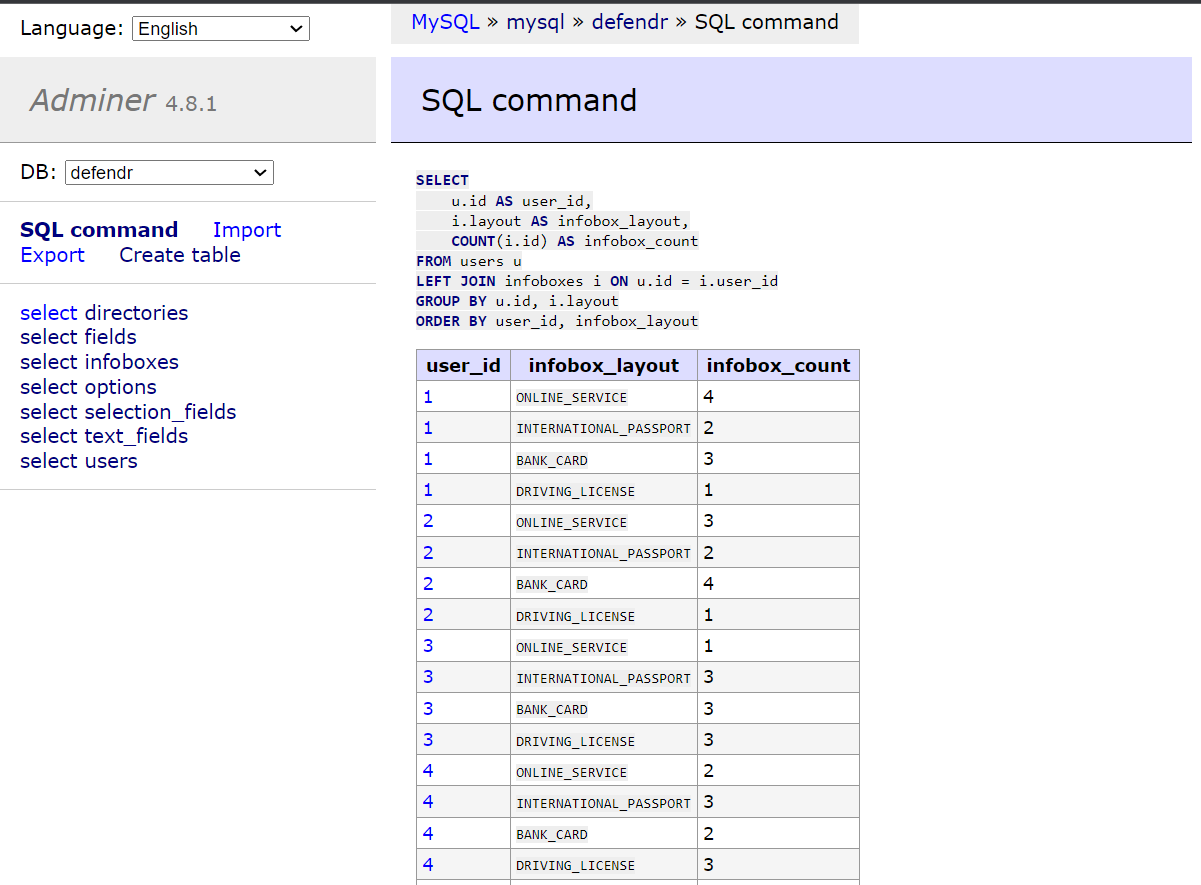 Language: English
MySQL » mysql » defendr » SQL command
Adminer 4.8.1
SQL command
DB: defendr
SQL command Import
Export Create table
select directories
select fields
select infoboxes
select options
select selection_fields
select text_fields
select users
SELECT
u.id AS user_id,
i.layout AS infobox_layout,
COUNT(i.id) AS infobox_count
FROM users u
LEFT JOIN infoboxes i ON u.id = i.user_id
GROUP BY u.id, i.layout
ORDER BY user_id, infobox_layout
user_id infobox_layout infobox_count
1 ONLINE_SERVICE 4
1 INTERNATIONAL_PASSPORT 2
1 BANK_CARD 3
1 DRIVING_LICENSE 1
2 ONLINE_SERVICE 3
2 INTERNATIONAL_PASSPORT 2
2 BANK_CARD 4
2 DRIVING_LICENSE 1
3 ONLINE_SERVICE 1
3 INTERNATIONAL_PASSPORT 3
3 BANK_CARD 3
3 DRIVING_LICENSE 3
4 ONLINE_SERVICE 2
4 INTERNATIONAL_PASSPORT 3
4 BANK_CARD 2
4 DRIVING_LICENSE 3